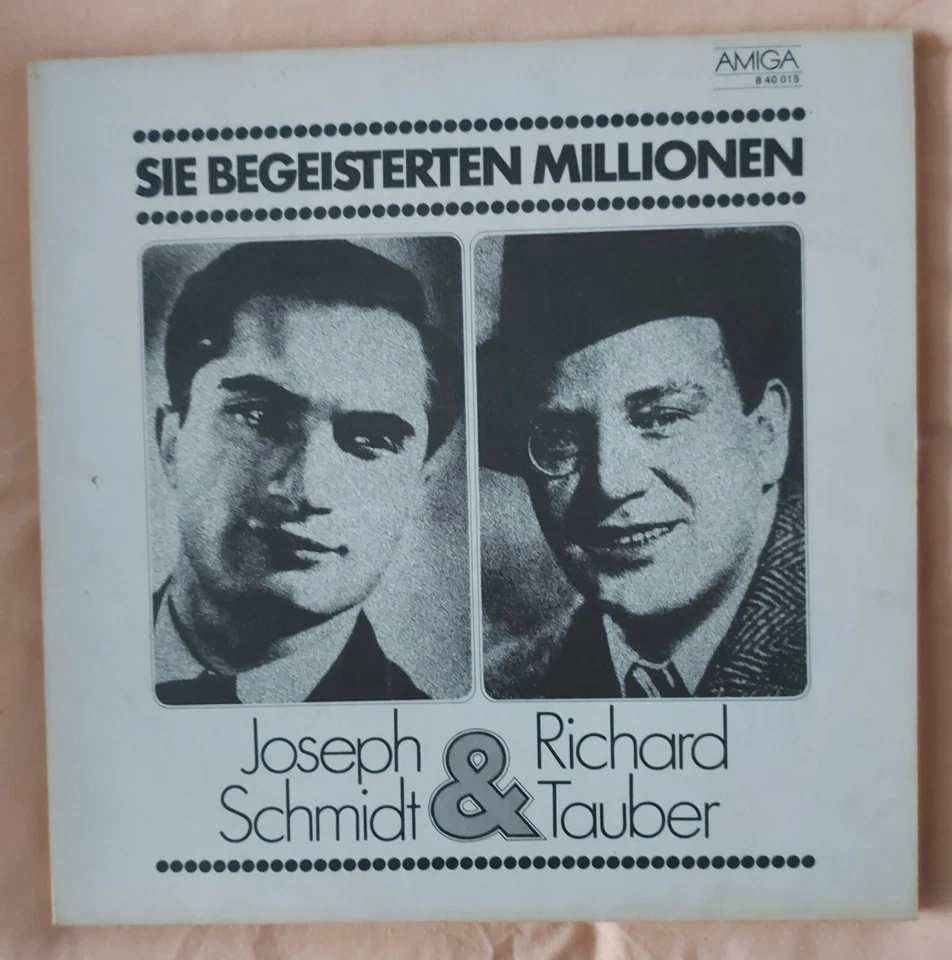 AMIGA
8 40 015
SIE BEGEISTERTEN MILLIONEN
Joseph & Richard
Schmidt Tauber